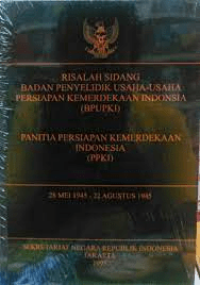 RISALAH SIDANG
BADAN PENYELIDIK USAHA-USAHA
PERSIAPAN KEMERDEKAAN INDONSIA
(BPUPKI)
PANITIA PERSIAPAN KEMERDEKAAN
INDONESIA
(PPKI)
28 MEI 1945 - 22 AGUSTUS 1945
SEKRETARIAT NEGARA REPUBLIK INDONESIA
JAKARTA